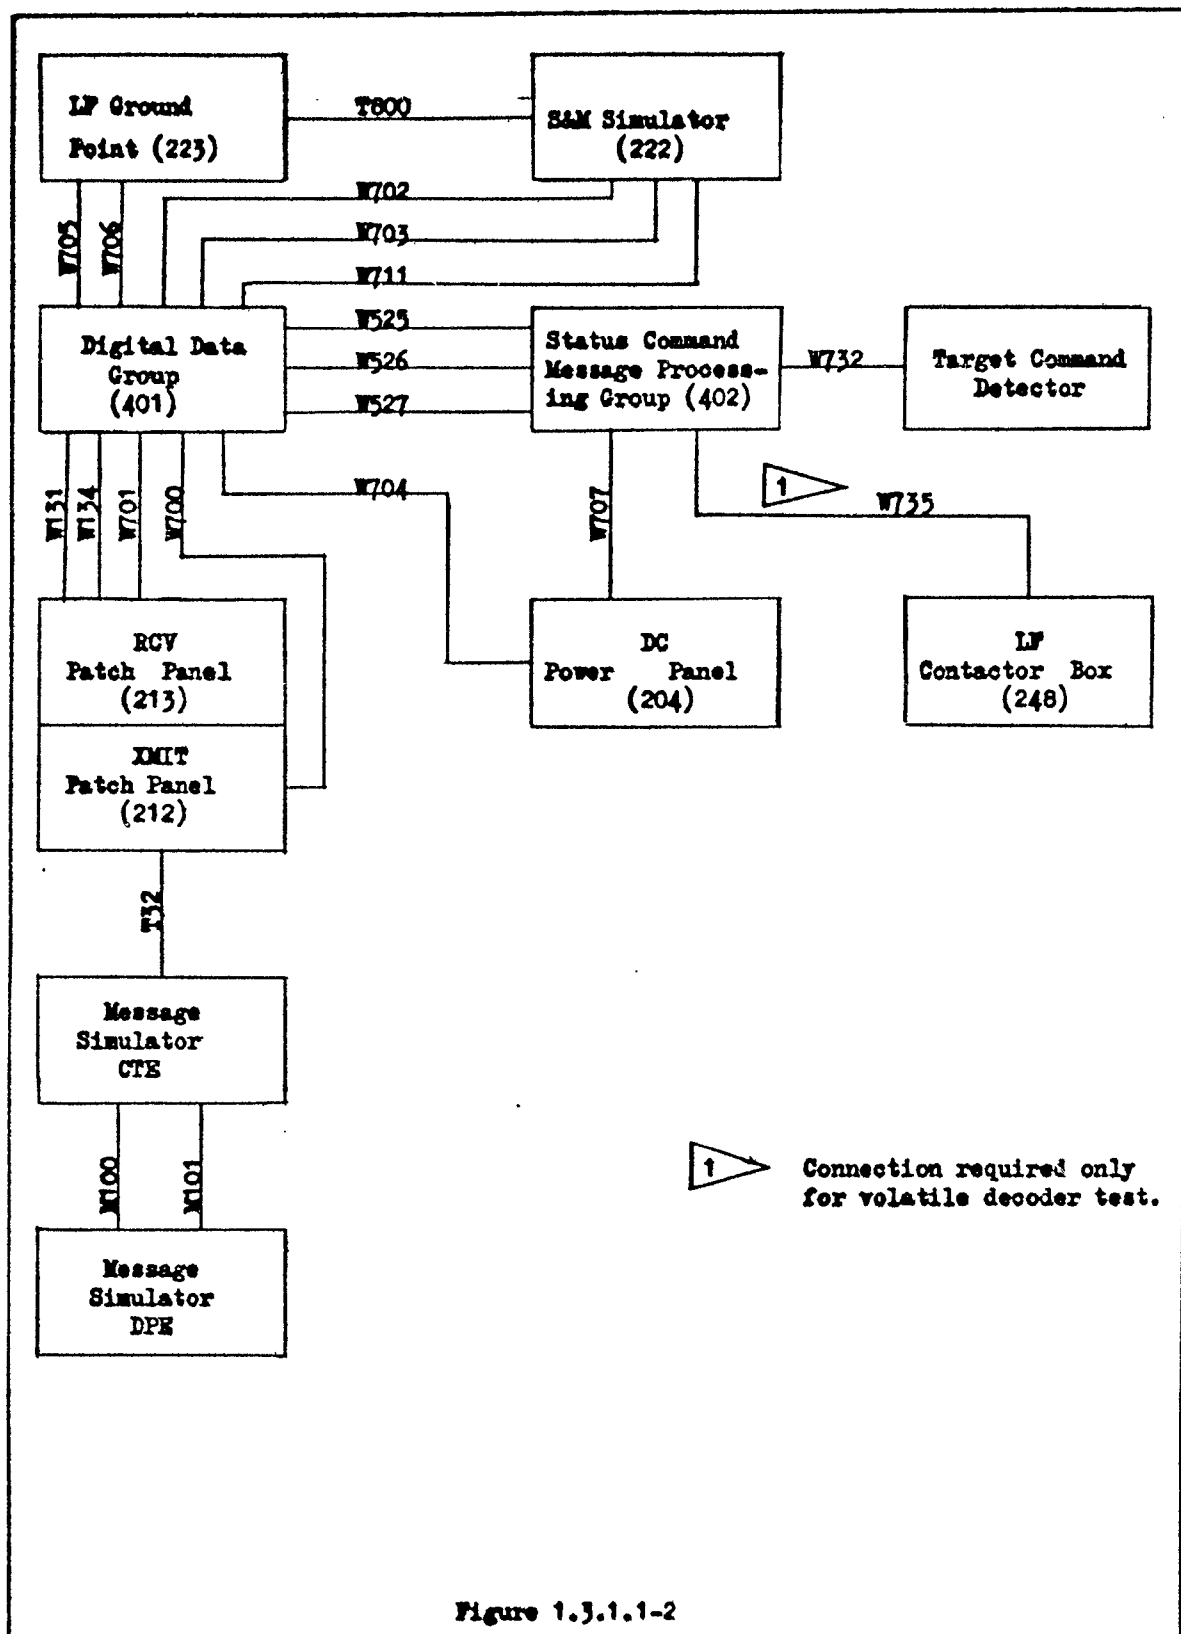 LF Ground
Point (223)
T800
S&M Simulator
(222)
W702
W703
W711
W705
W706
Digital Data
Group
(401)
W525
W526
W527
Status Command
Message Process-
ing Group (402)
W732
Target Command
Detector
W131
W134
W701
W700
W704
W707
1
W735
RCV
Patch Panel
(213)
DC
Power Panel
(204)
LF
Contactor Box
(248)
XMIT
Patch Panel
(212)
T32
Message
Simulator
CTE
M100
M101
1
Connection required only
for volatile decoder test.
Message
Simulator
DPE
Figure 1.3.1.1-2